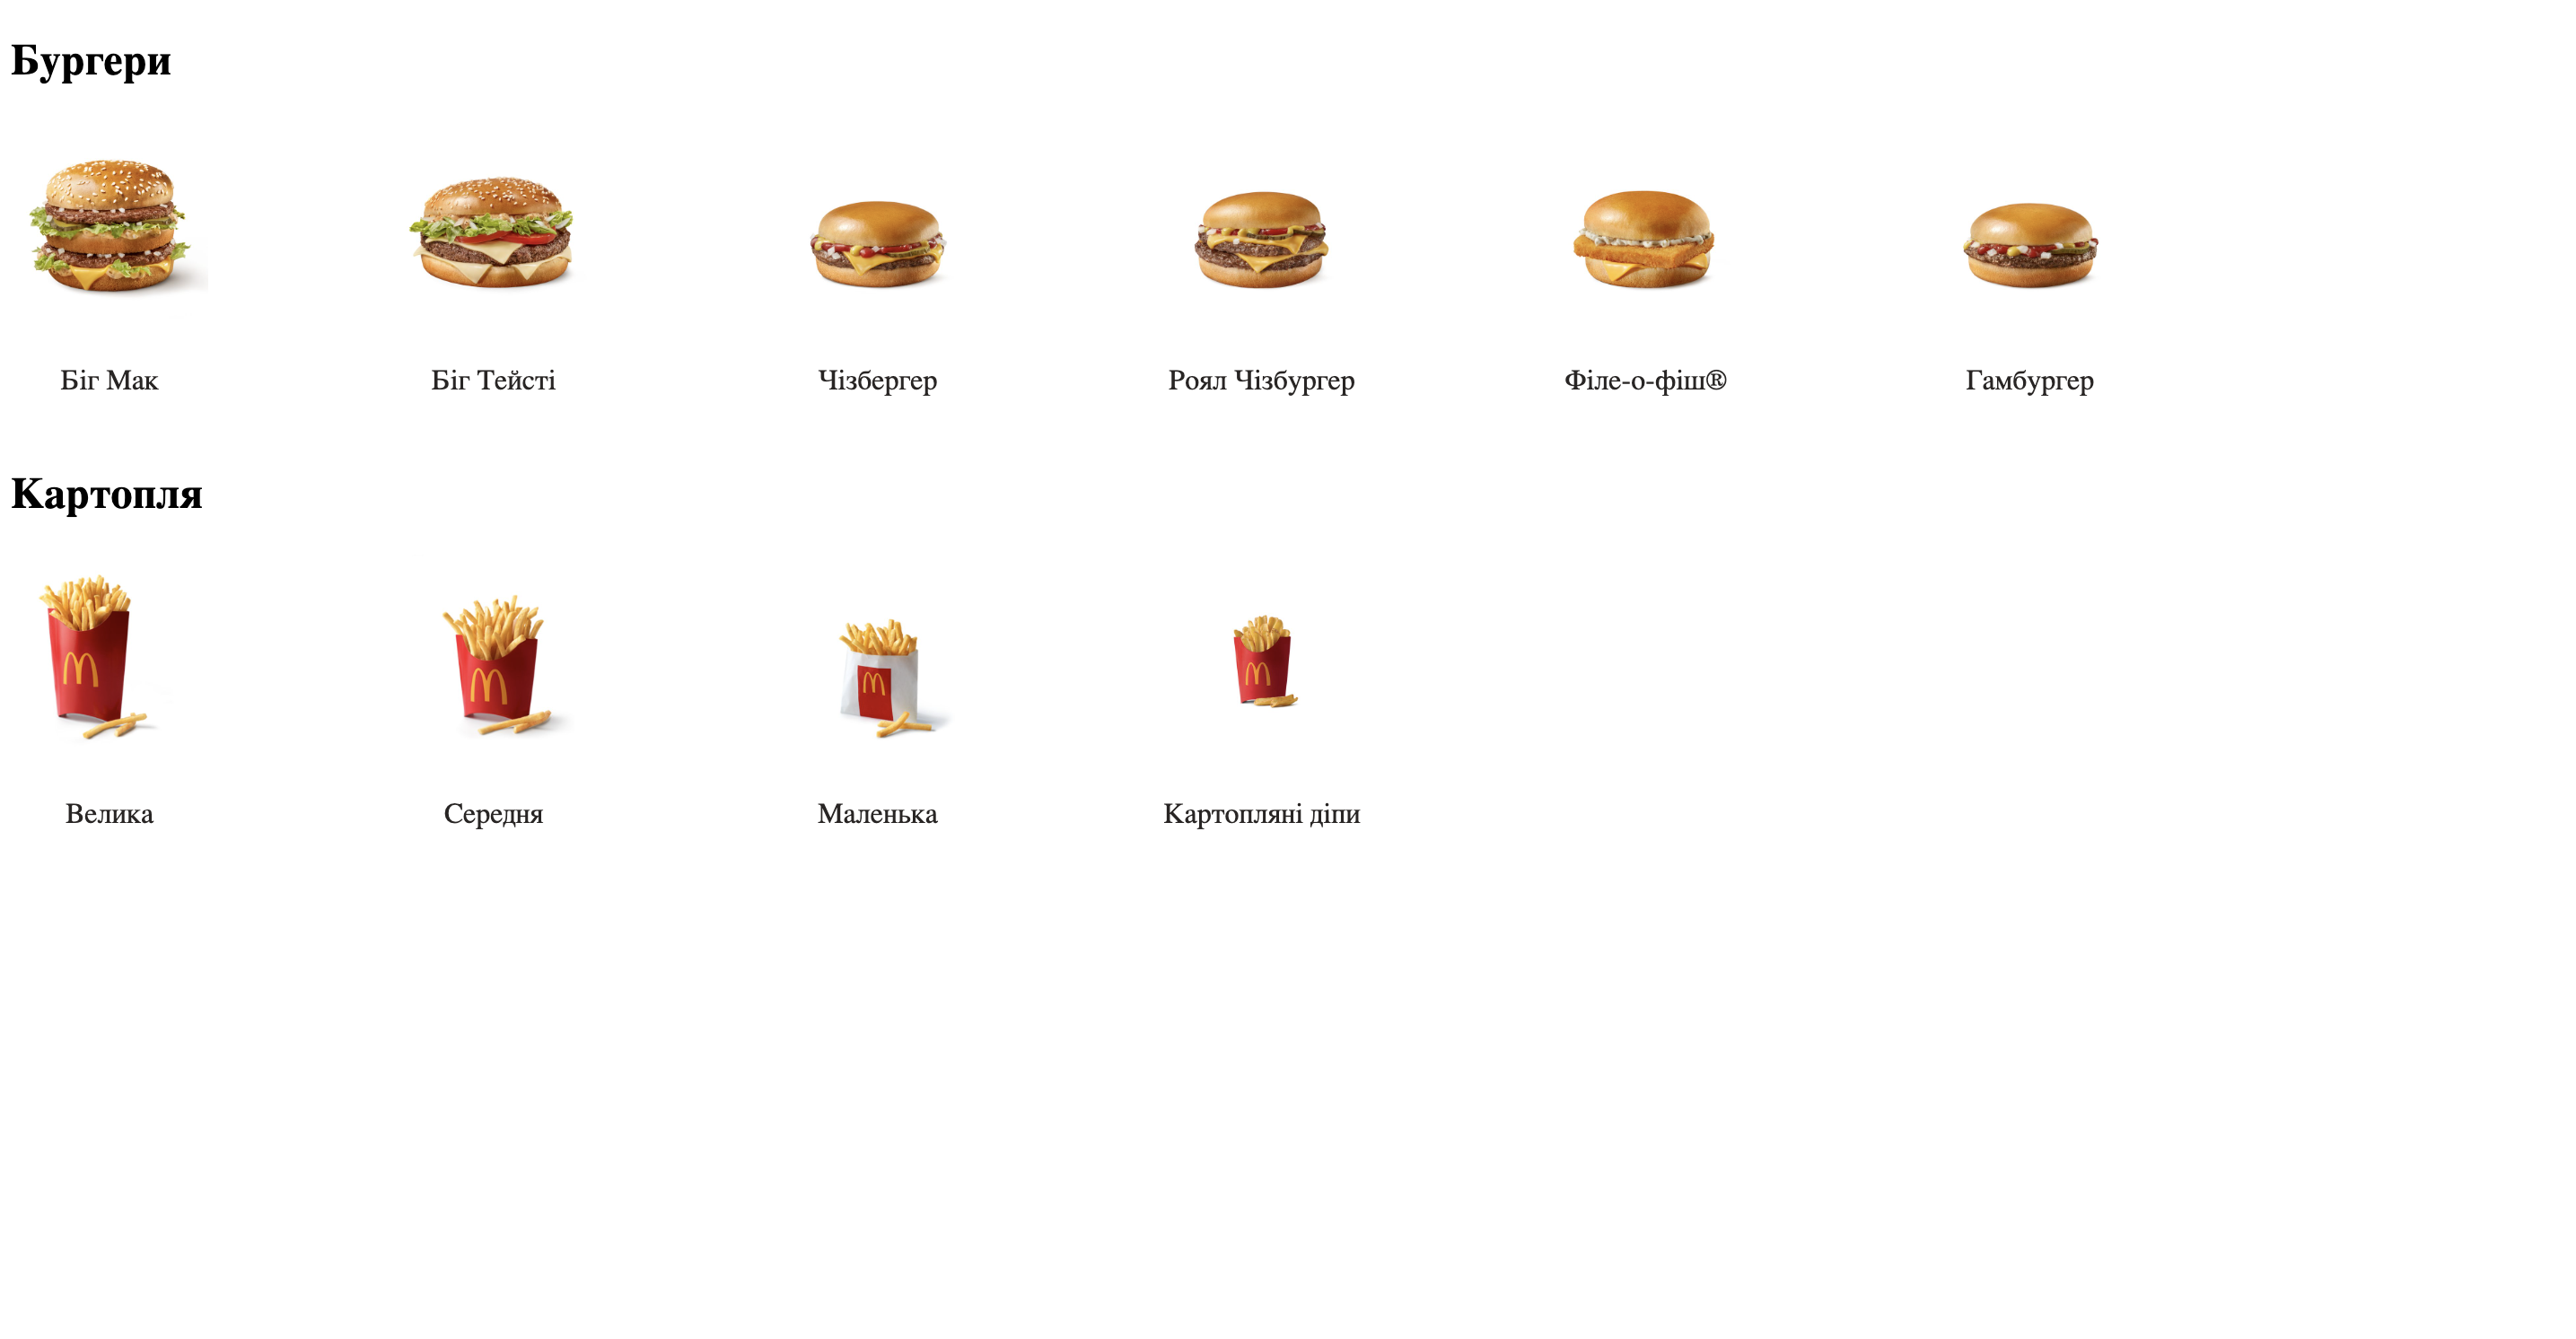 Бургери
Біг Мак
Біг Тейсті
Чізбергер
Роял Чізбургер
Філе-о-фіш®
Гамбургер
Картопля
Велика
Середня
Маленька
Картопляні діпи